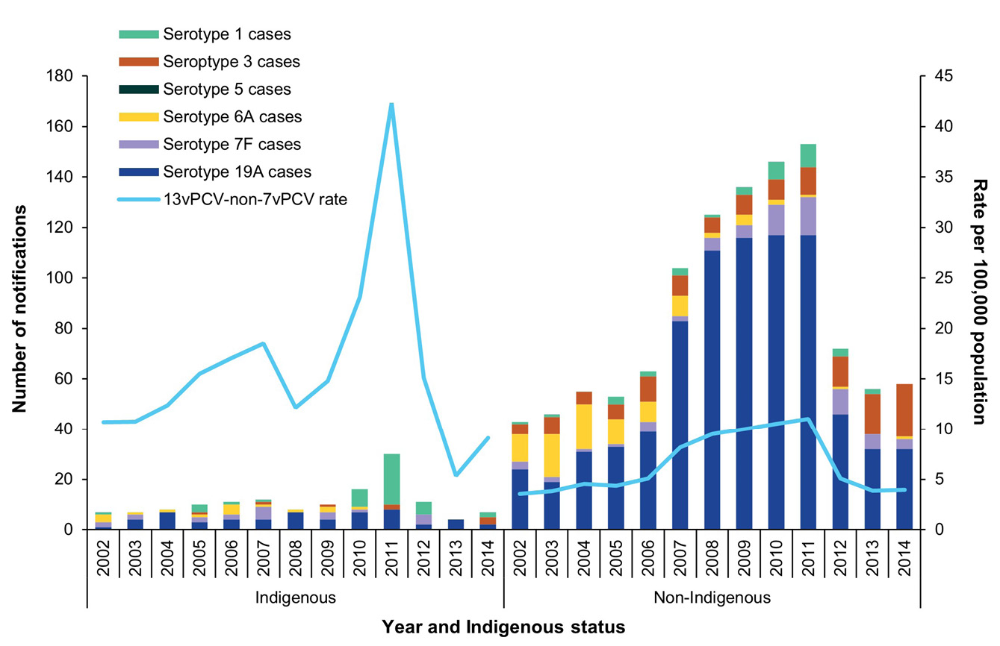 Serotype 1 cases
Seroptype 3 cases
Serotype 5 cases
Serotype 6A cases
Serotype 7F cases
Serotype 19A cases
13vPCV-non-7vPCV rate
Number of notifications
180
160
140
120
100
80
60
40
20
0
45
40
35
30
25
20
15
10
5
0
Rate per 100,000 population
2002 2003 2004 2005 2006 2007 2008 2009 2010 2011 2012 2013 2014 2002 2003 2004 2005 2006 2007 2008 2009 2010 2011 2012 2013 2014
Indigenous Non-Indigenous
Year and Indigenous status